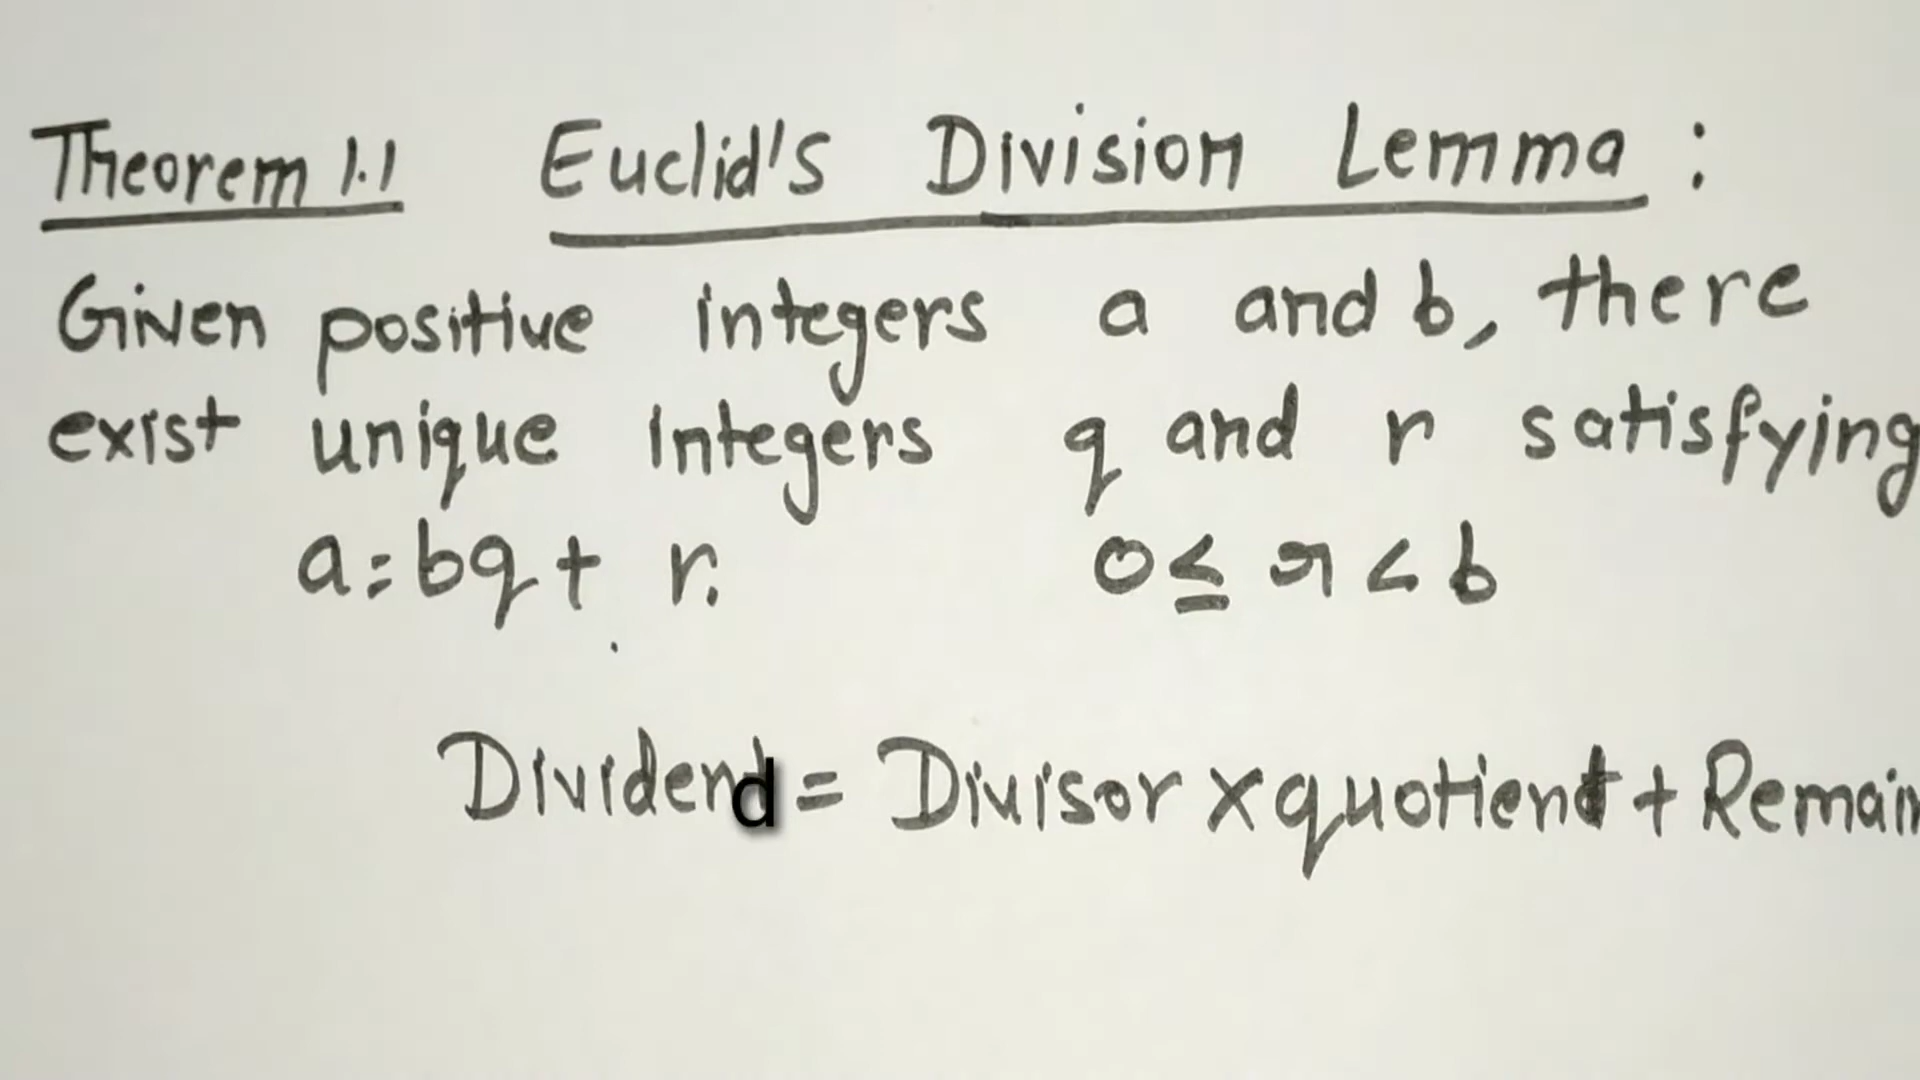 Theorem 1.1 Euclid's Division Lemma :
Given positive integers a and b, there
exist unique integers q and r satisfying
a = bq + r. 0 ≤ r < b
Dividend = Divisor × quotient + Remain